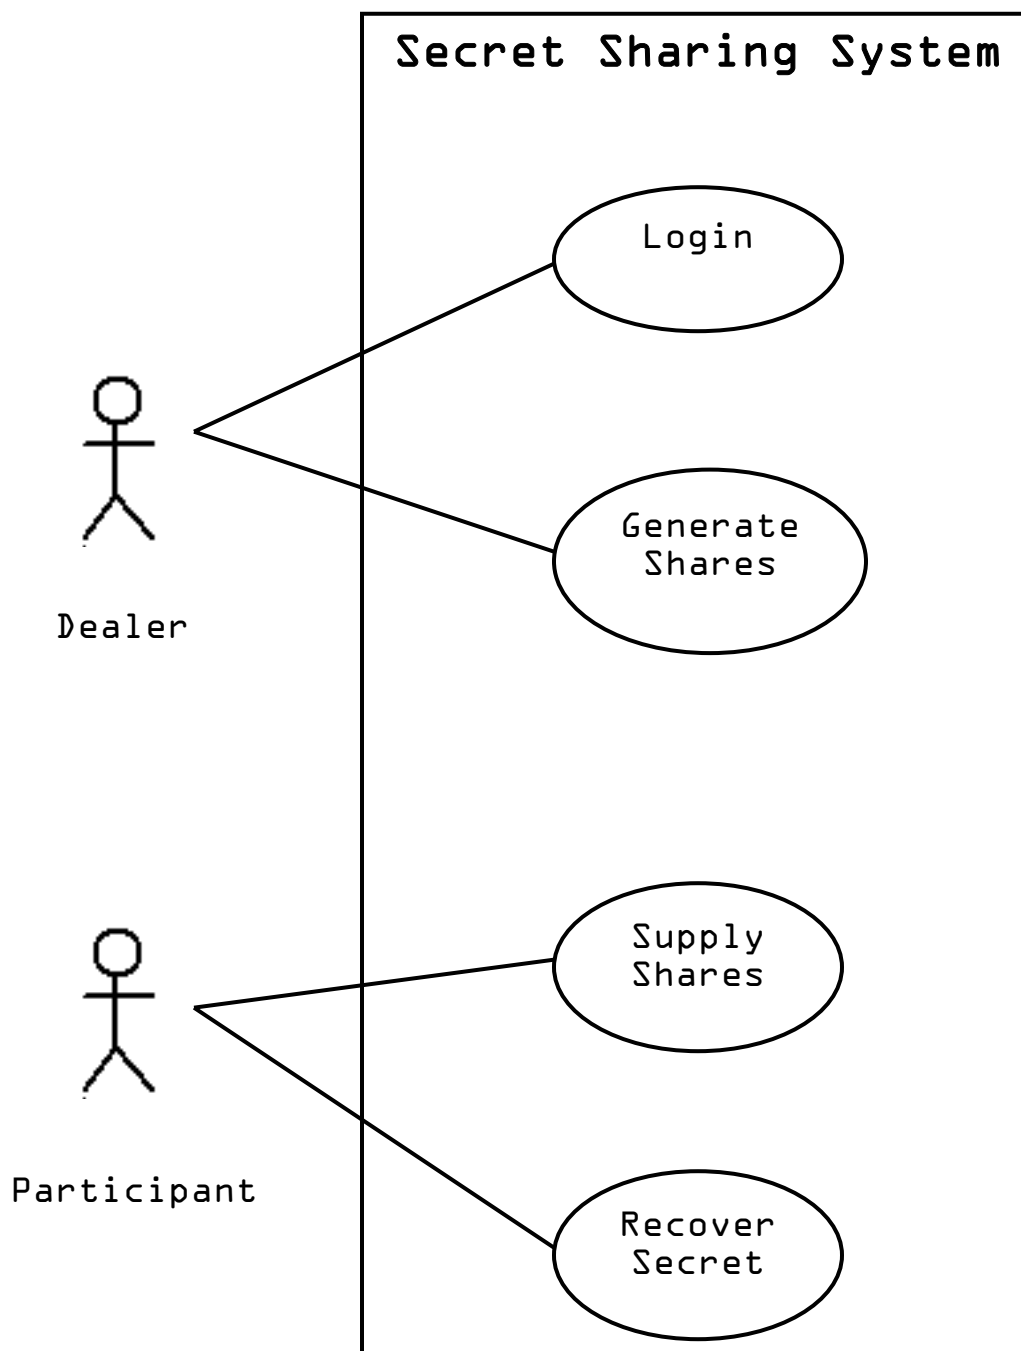 Secret Sharing System
Login
Generate
Shares
Dealer
Supply
Shares
Participant
Recover
Secret